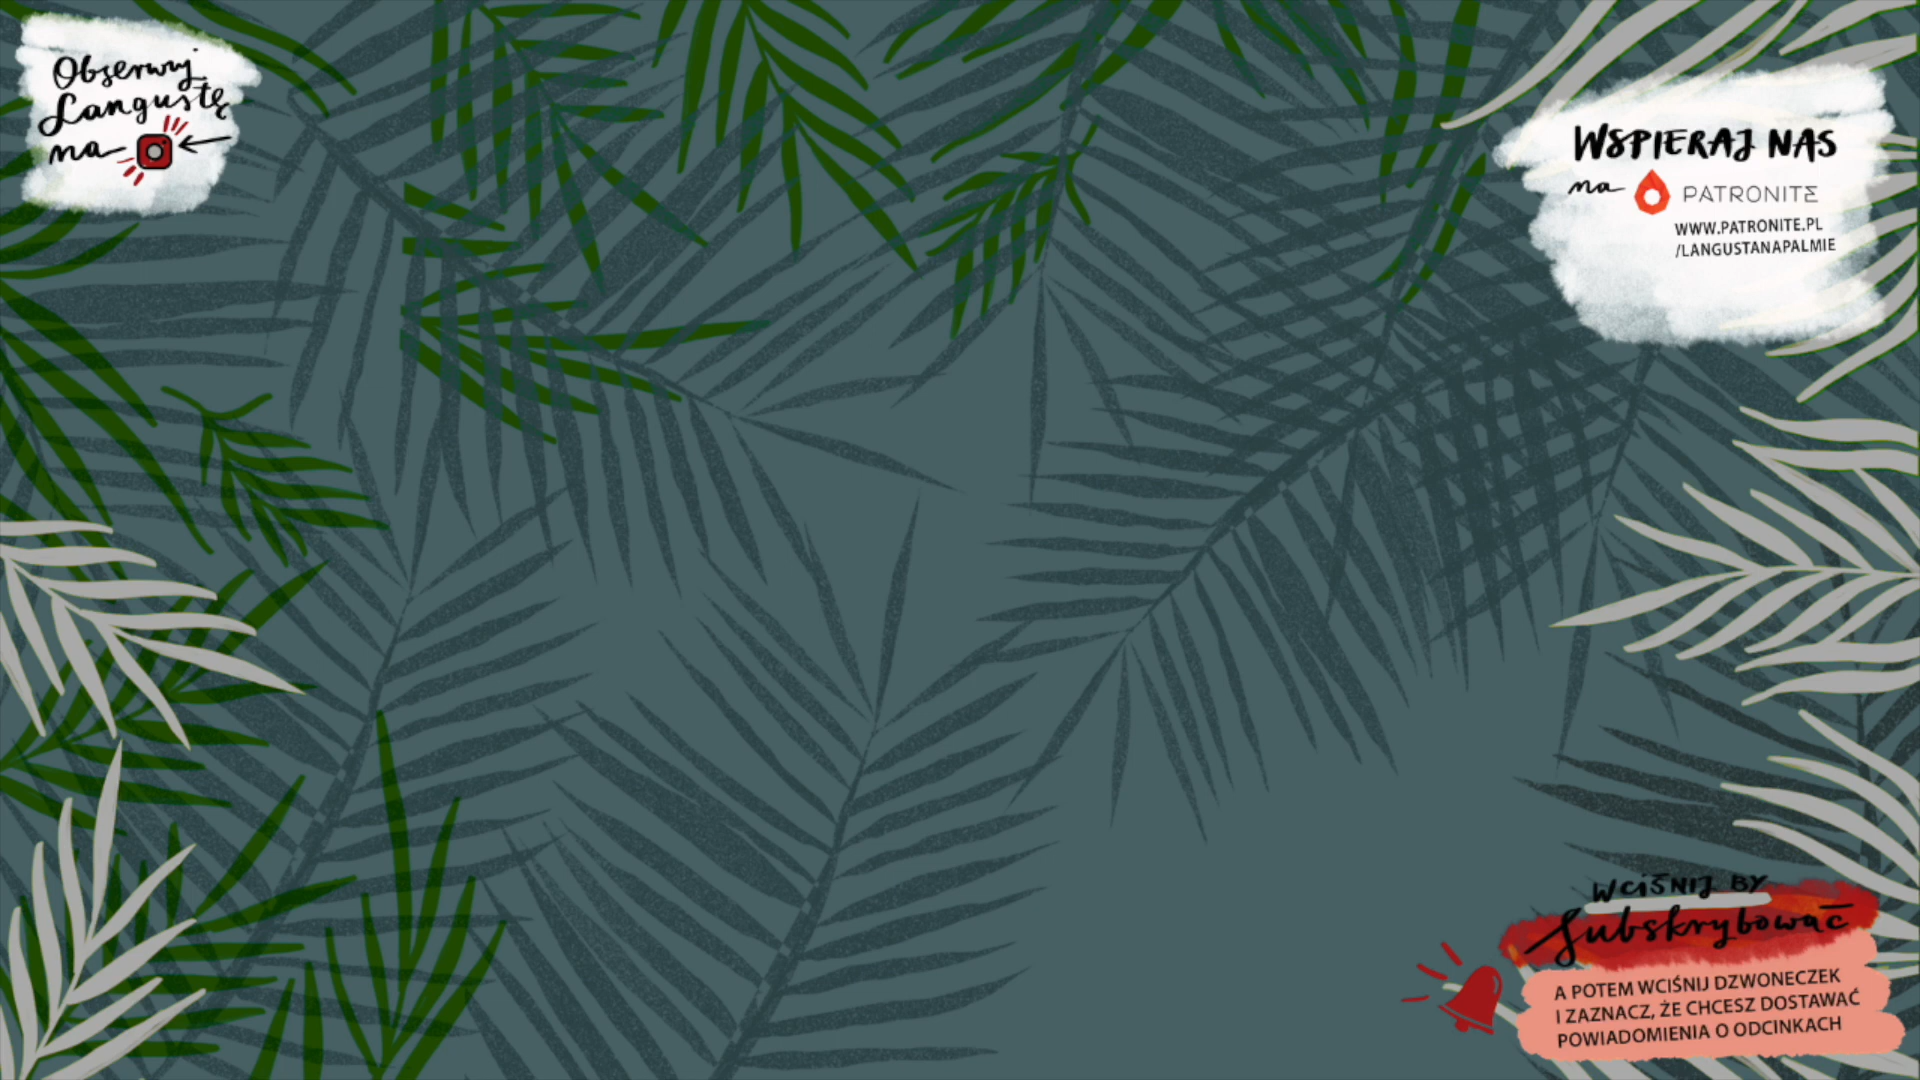 Obserwuj
Langustę
na
WSPIERAJ NAS
na PATRONITE
WWW.PATRONITE.PL
/LANGUSTANAPALMIE
WCIŚNIJ BY
Subskrybować
A POTEM WCIŚNIJ DZWONECZEK
I ZAZNACZ, ŻE CHCESZ DOSTAWAĆ
POWIADOMIENIA O ODCINKACH